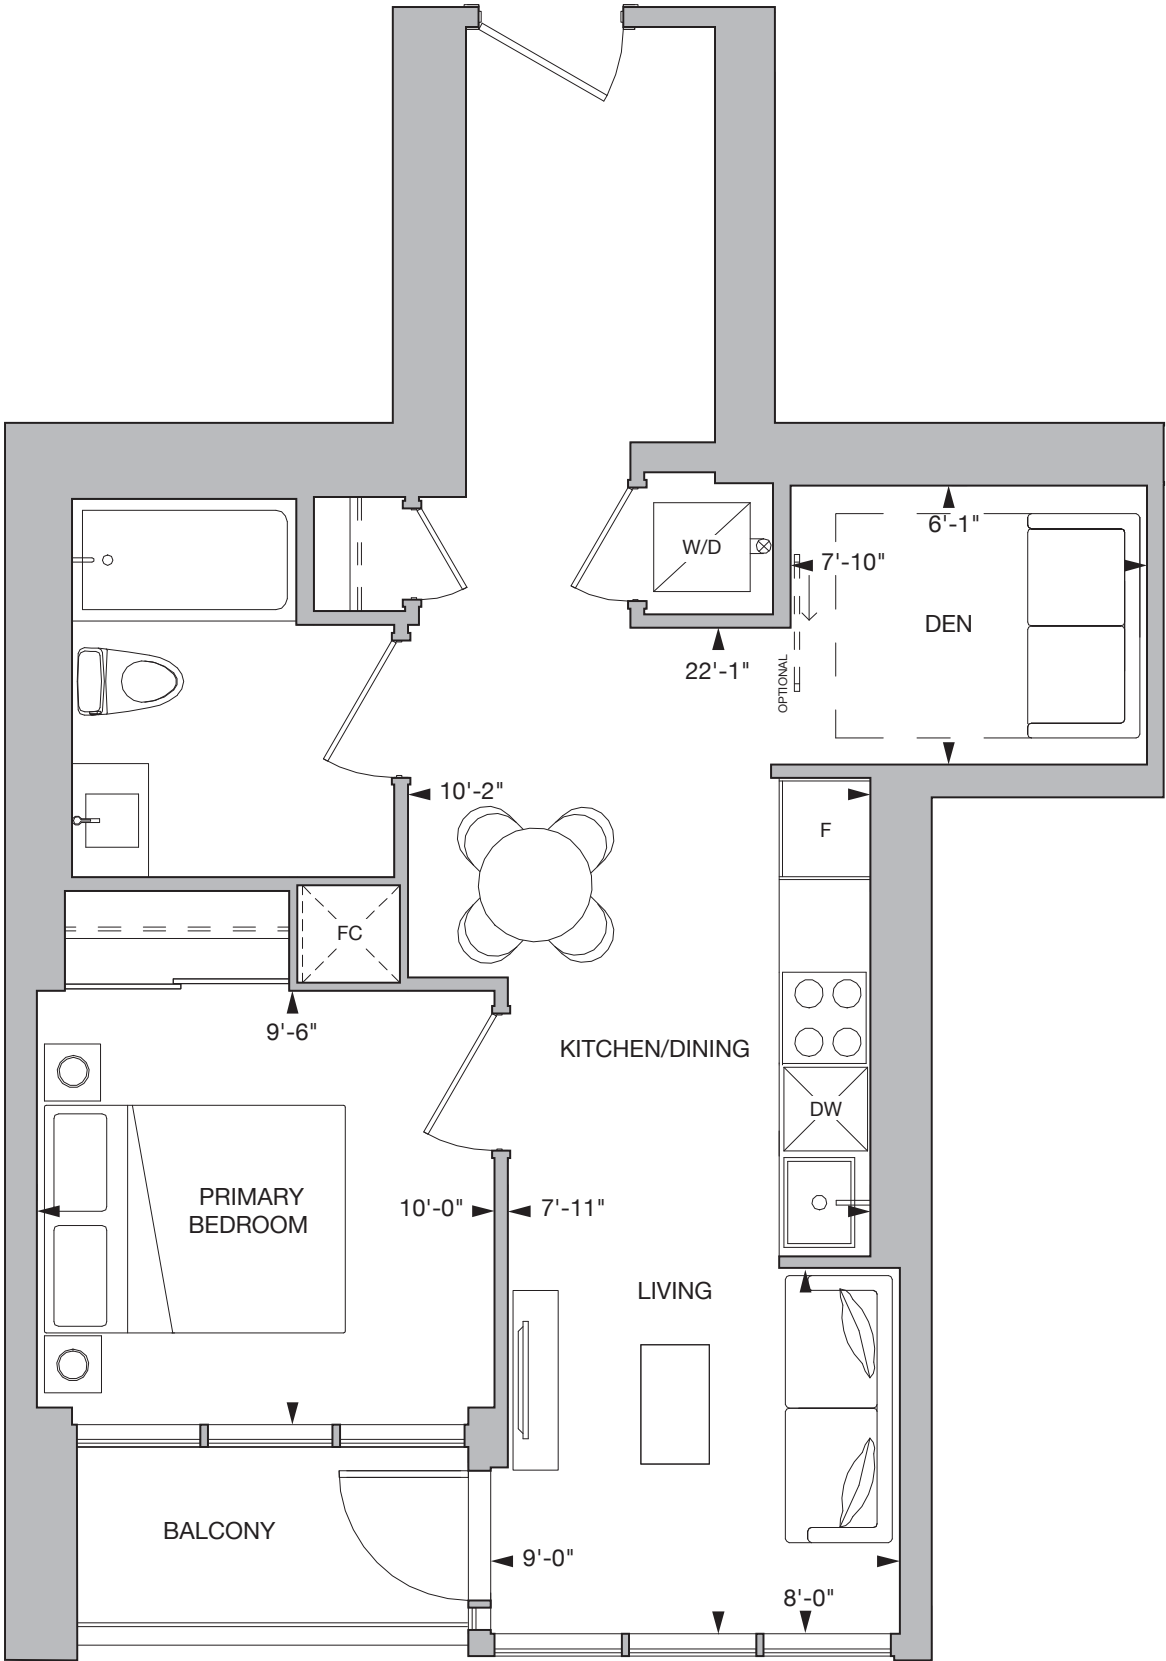 6'-1"
W/D
7'-10"
DEN
22'-1"
OPTIONAL
10'-2"
F
FC
9'-6"
KITCHEN/DINING
DW
PRIMARY
BEDROOM
10'-0"
7'-11"
LIVING
BALCONY
9'-0"
8'-0"